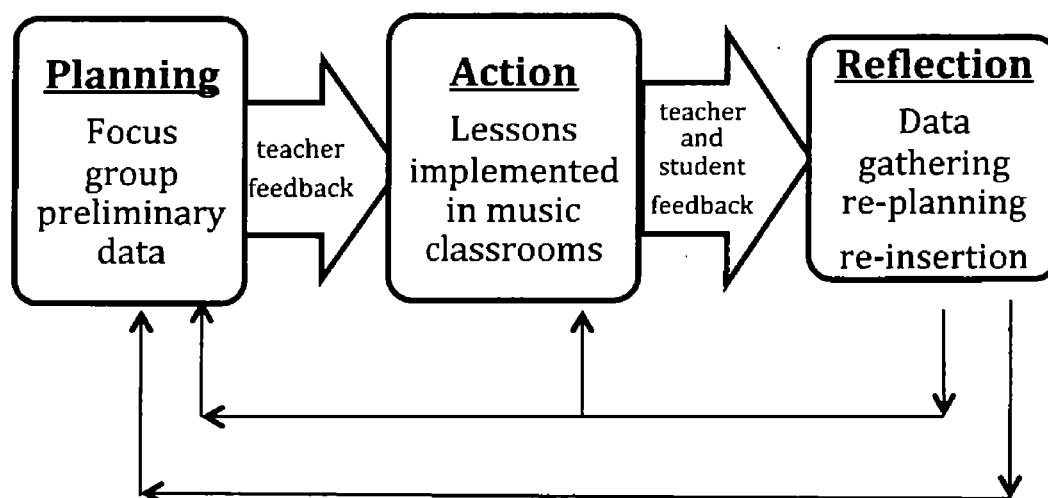 Planning
Focus
group
preliminary
data
teacher
feedback
Action
Lessons
implemented
in music
classrooms
teacher
and
student
feedback
Reflection
Data
gathering
re-planning
re-insertion